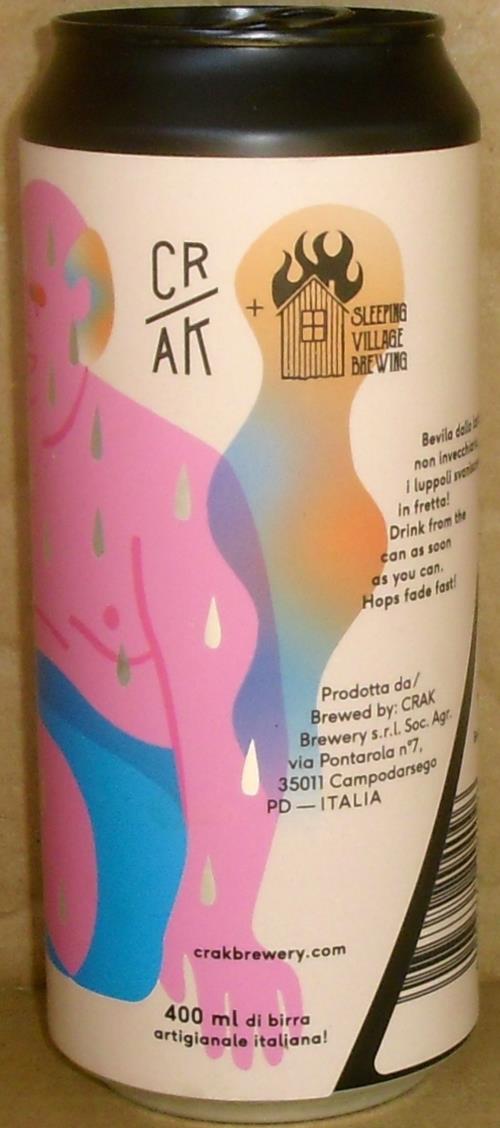 CR
AK
+
SLEEPING
VILLAGE
BREWING
Bevila dalla
non
i luppoli
in fretta!
Drink from the
can as soon
as you can.
Hops fade fast!
Prodotta da/
Brewed by: CRAK
Brewery s.r.l. Soc. Agr.
via Pontarola n°7,
35011 Campodarsego
PD — ITALIA
crakbrewery.com
400 ml di birra
artigianale italiana!